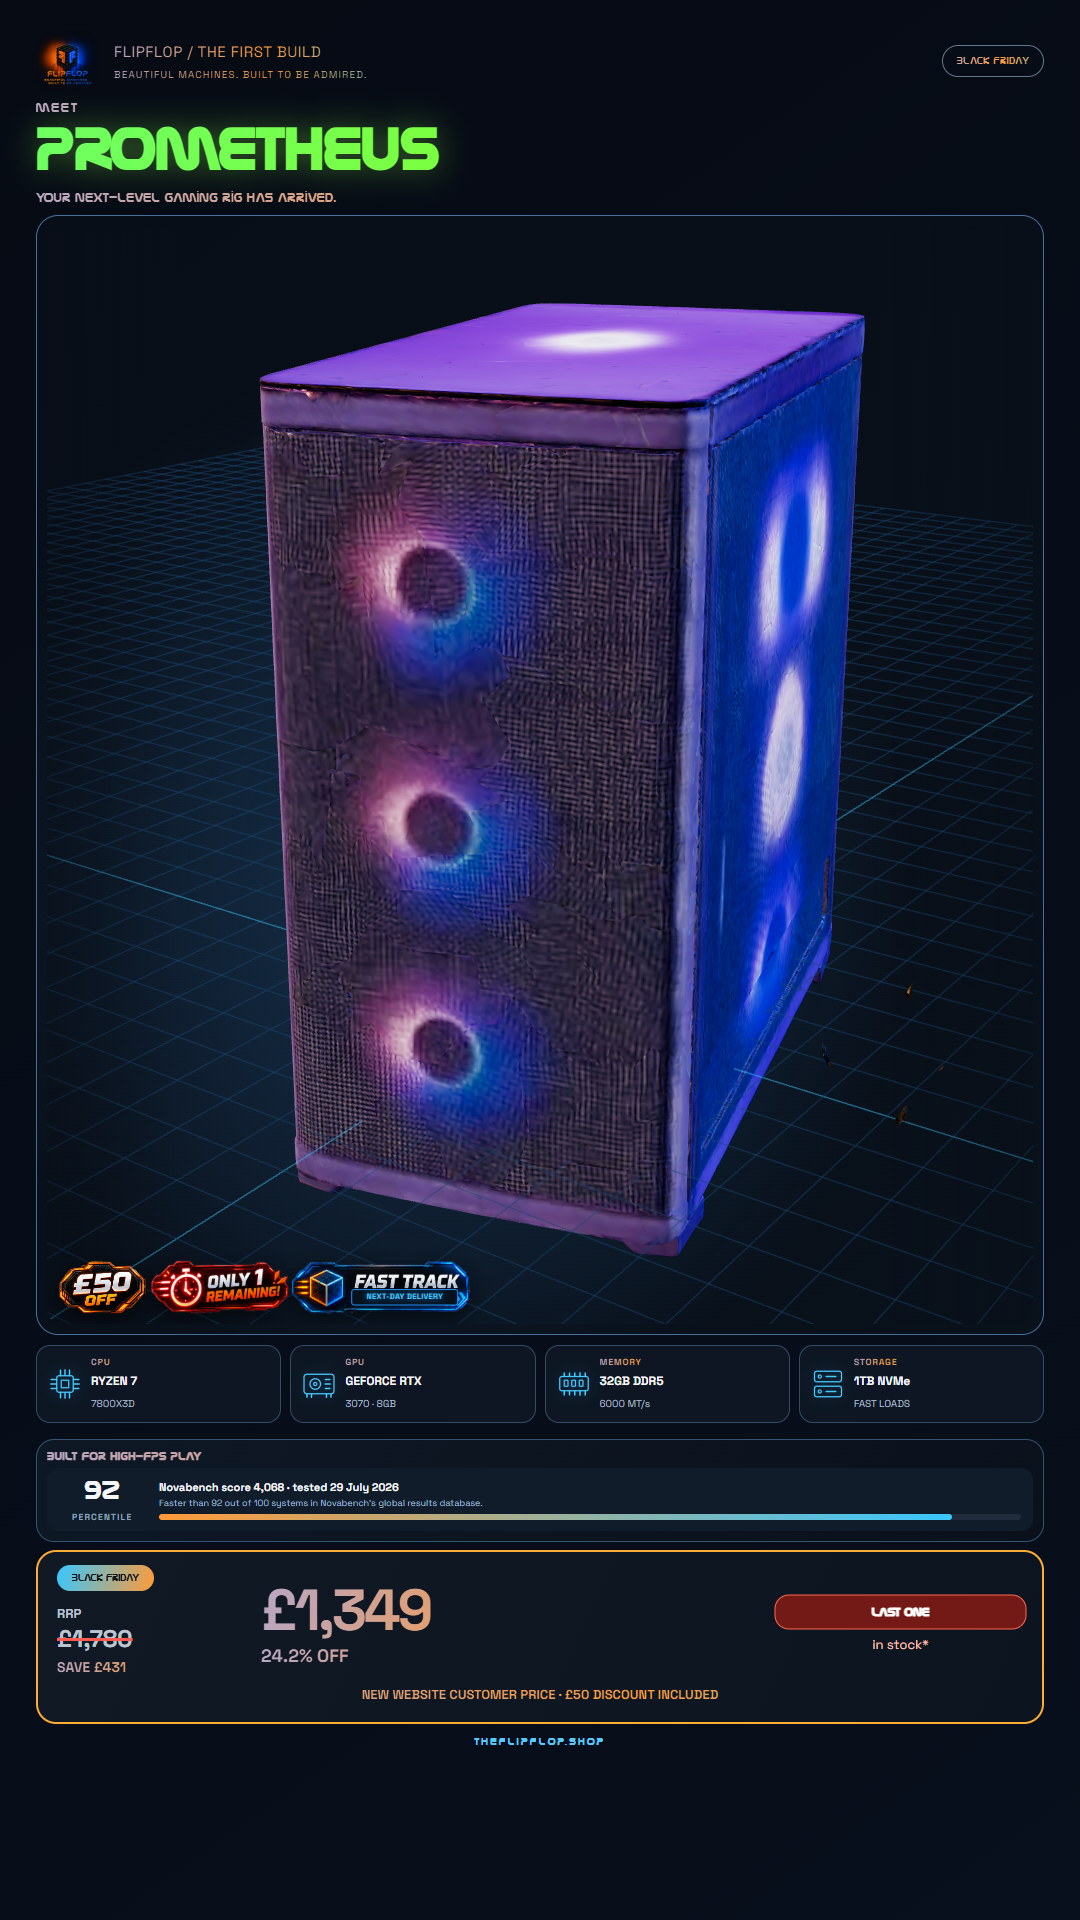 FLIPFLOP
FLIPFLOP / THE FIRST BUILD
BEAUTIFUL MACHINES. BUILT TO BE ADMIRED.
BLACK FRIDAY
MEET
PROMETHEUS
YOUR NEXT-LEVEL GAMING RIG HAS ARRIVED.
£50
OFF
ONLY 1
REMAINING!
FAST TRACK
NEXT-DAY DELIVERY
CPU
RYZEN 7
7800X3D
GPU
GEFORCE RTX
3070 · 8GB
MEMORY
32GB DDR5
6000 MT/s
STORAGE
1TB NVMe
FAST LOADS
BUILT FOR HIGH-FPS PLAY
92
PERCENTILE
Novabench score 4,068 · tested 29 July 2026
Faster than 92 out of 100 systems in Novabench's global results database.
BLACK FRIDAY
RRP
£1,780
SAVE £431
£1,349
24.2% OFF
LAST ONE
in stock*
NEW WEBSITE CUSTOMER PRICE · £50 DISCOUNT INCLUDED
THEFLIPFLOP.SHOP